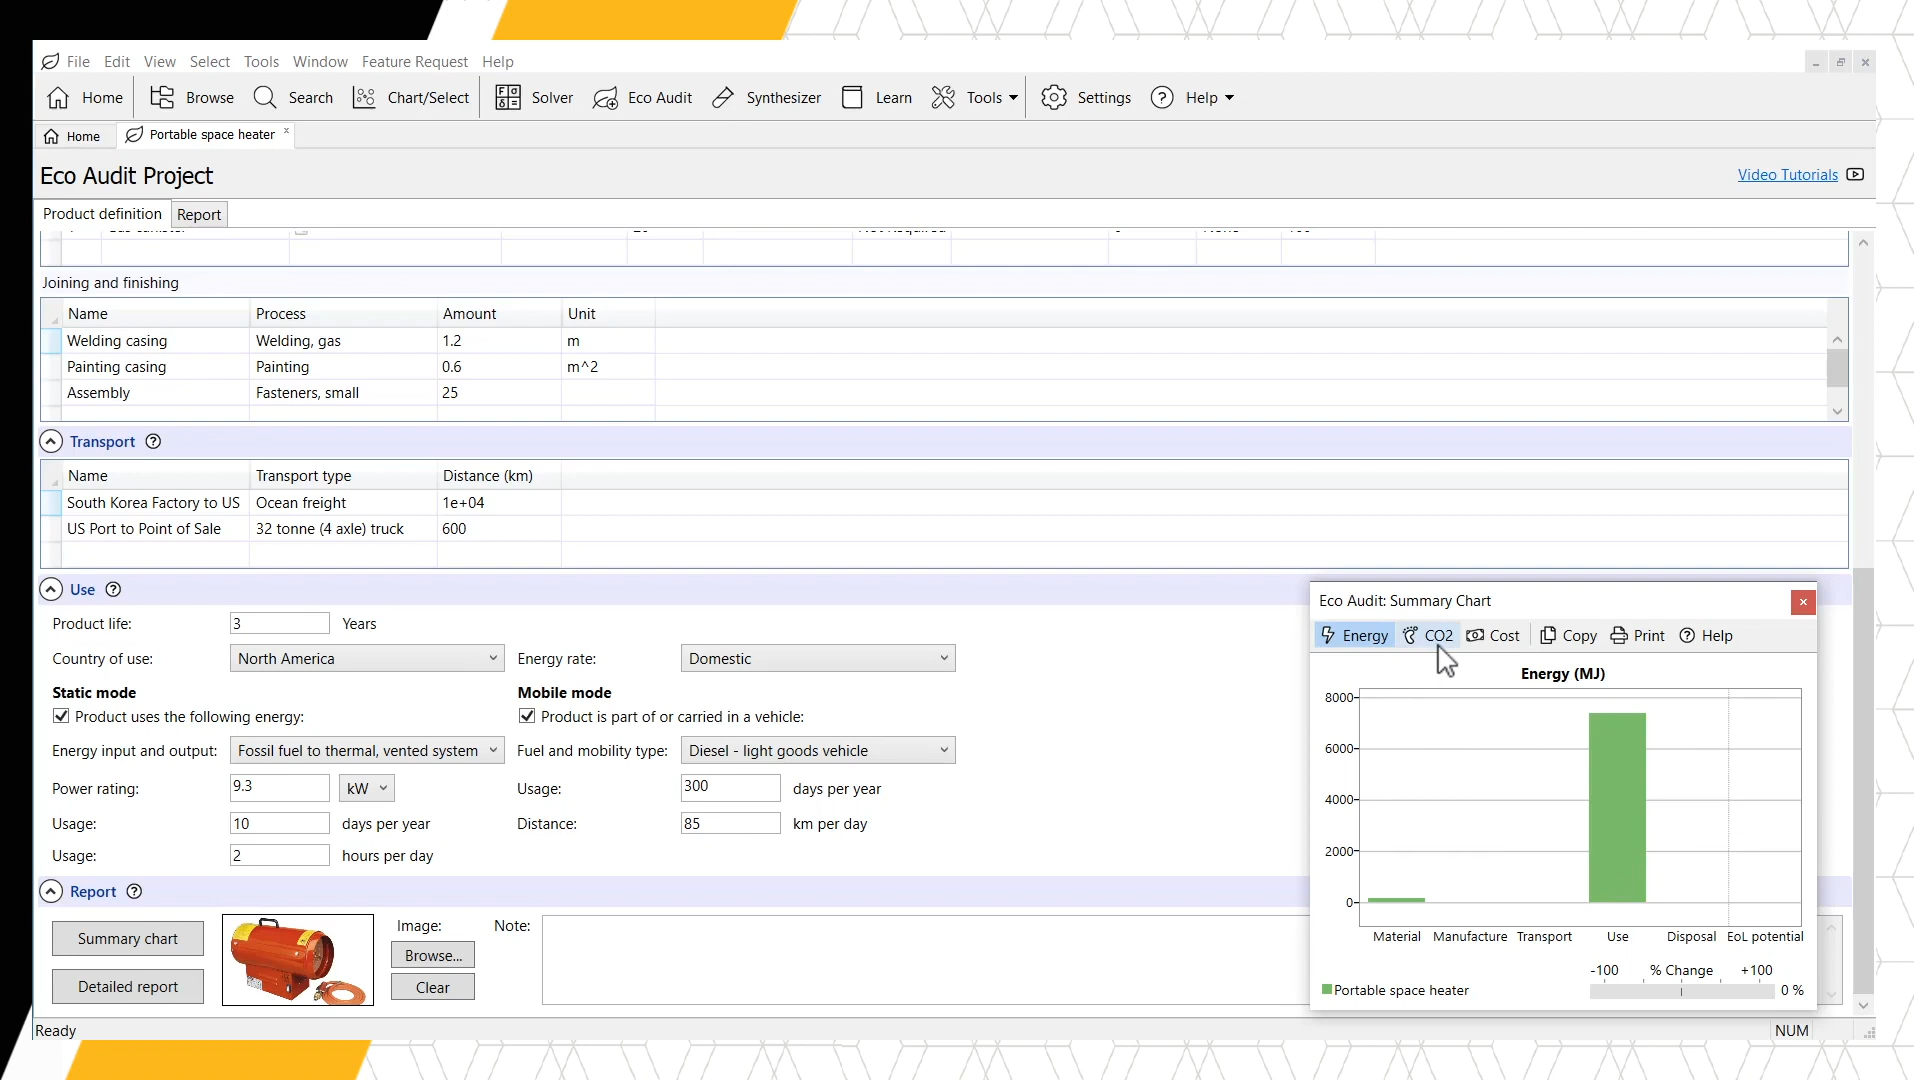 File Edit View Select Tools Window Feature Request Help
Home Browse Search Chart/Select Solver Eco Audit Synthesizer Learn Tools Settings Help
Home Portable space heater
Eco Audit Project
Video Tutorials
Product definition Report
Joining and finishing
Name Process Amount Unit
Welding casing Welding, gas 1.2 m
Painting casing Painting 0.6 m^2
Assembly Fasteners, small 25
Transport
Name Transport type Distance (km)
South Korea Factory to US Ocean freight 1e+04
US Port to Point of Sale 32 tonne (4 axle) truck 600
Use
Product life: 3 Years
Country of use: North America Energy rate: Domestic
Static mode Mobile mode
Product uses the following energy: Product is part of or carried in a vehicle:
Energy input and output: Fossil fuel to thermal, vented system Fuel and mobility type: Diesel - light goods vehicle
Power rating: 9.3 kW Usage: 300 days per year
Usage: 10 days per year Distance: 85 km per day
Usage: 2 hours per day
Report
Summary chart Image: Note:
Browse...
Detailed report Clear
Eco Audit: Summary Chart
Energy CO2 Cost Copy Print Help
Energy (MJ)
8000
6000
4000
2000
0
Material Manufacture Transport Use Disposal EoL potential
-100 % Change +100
Portable space heater 0 %
Ready NUM